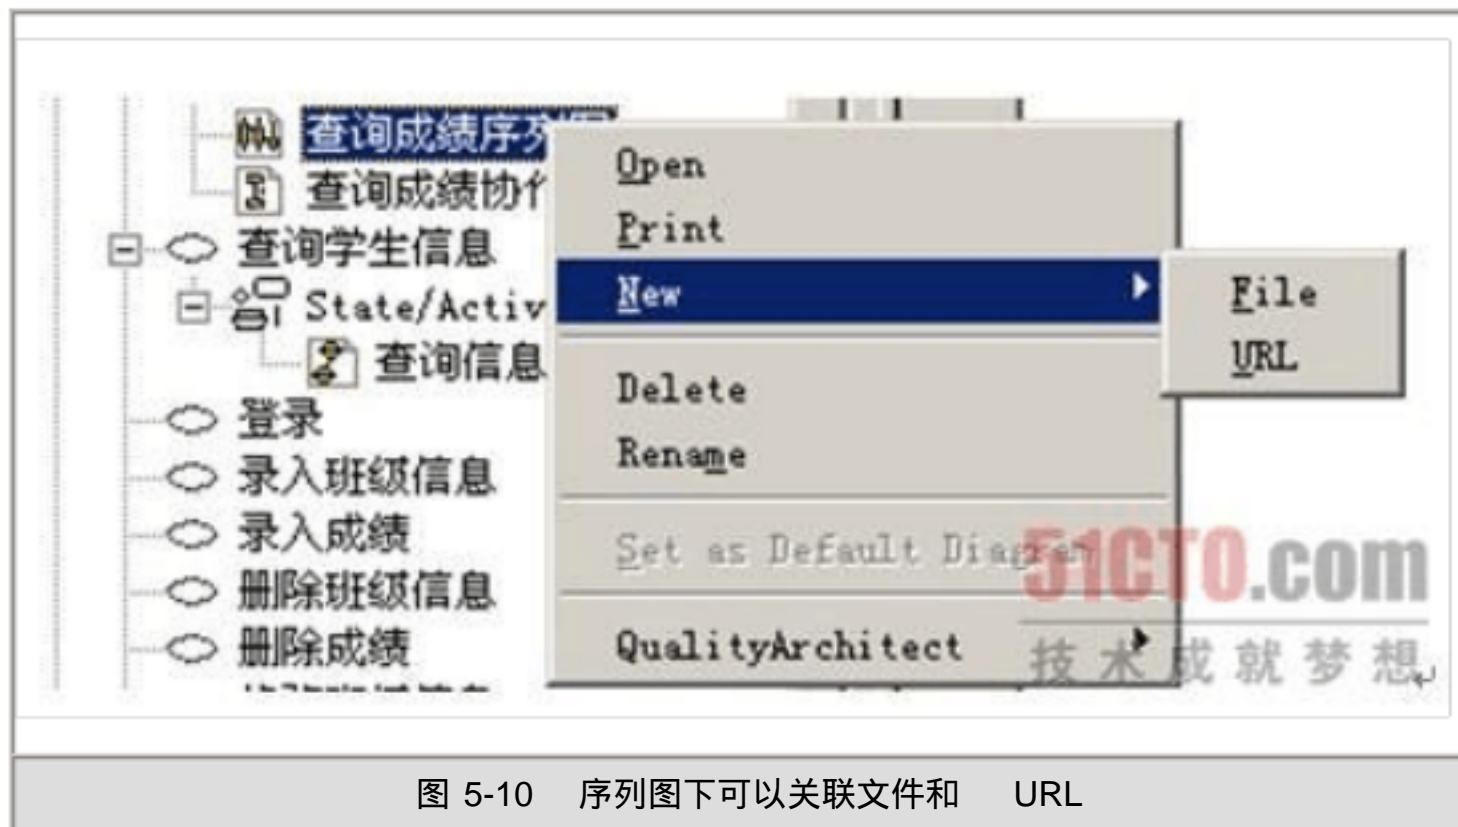 查询成绩序列
查询成绩协作
查询学生信息
State/Activ
查询信息
登录
录入班级信息
录入成绩
删除班级信息
删除成绩
Open
Print
New
File
URL
Delete
Rename
Set as Default Diagram
QualityArchitect
51CTO.com
技术成就梦想
图 5-10 序列图下可以关联文件和 URL